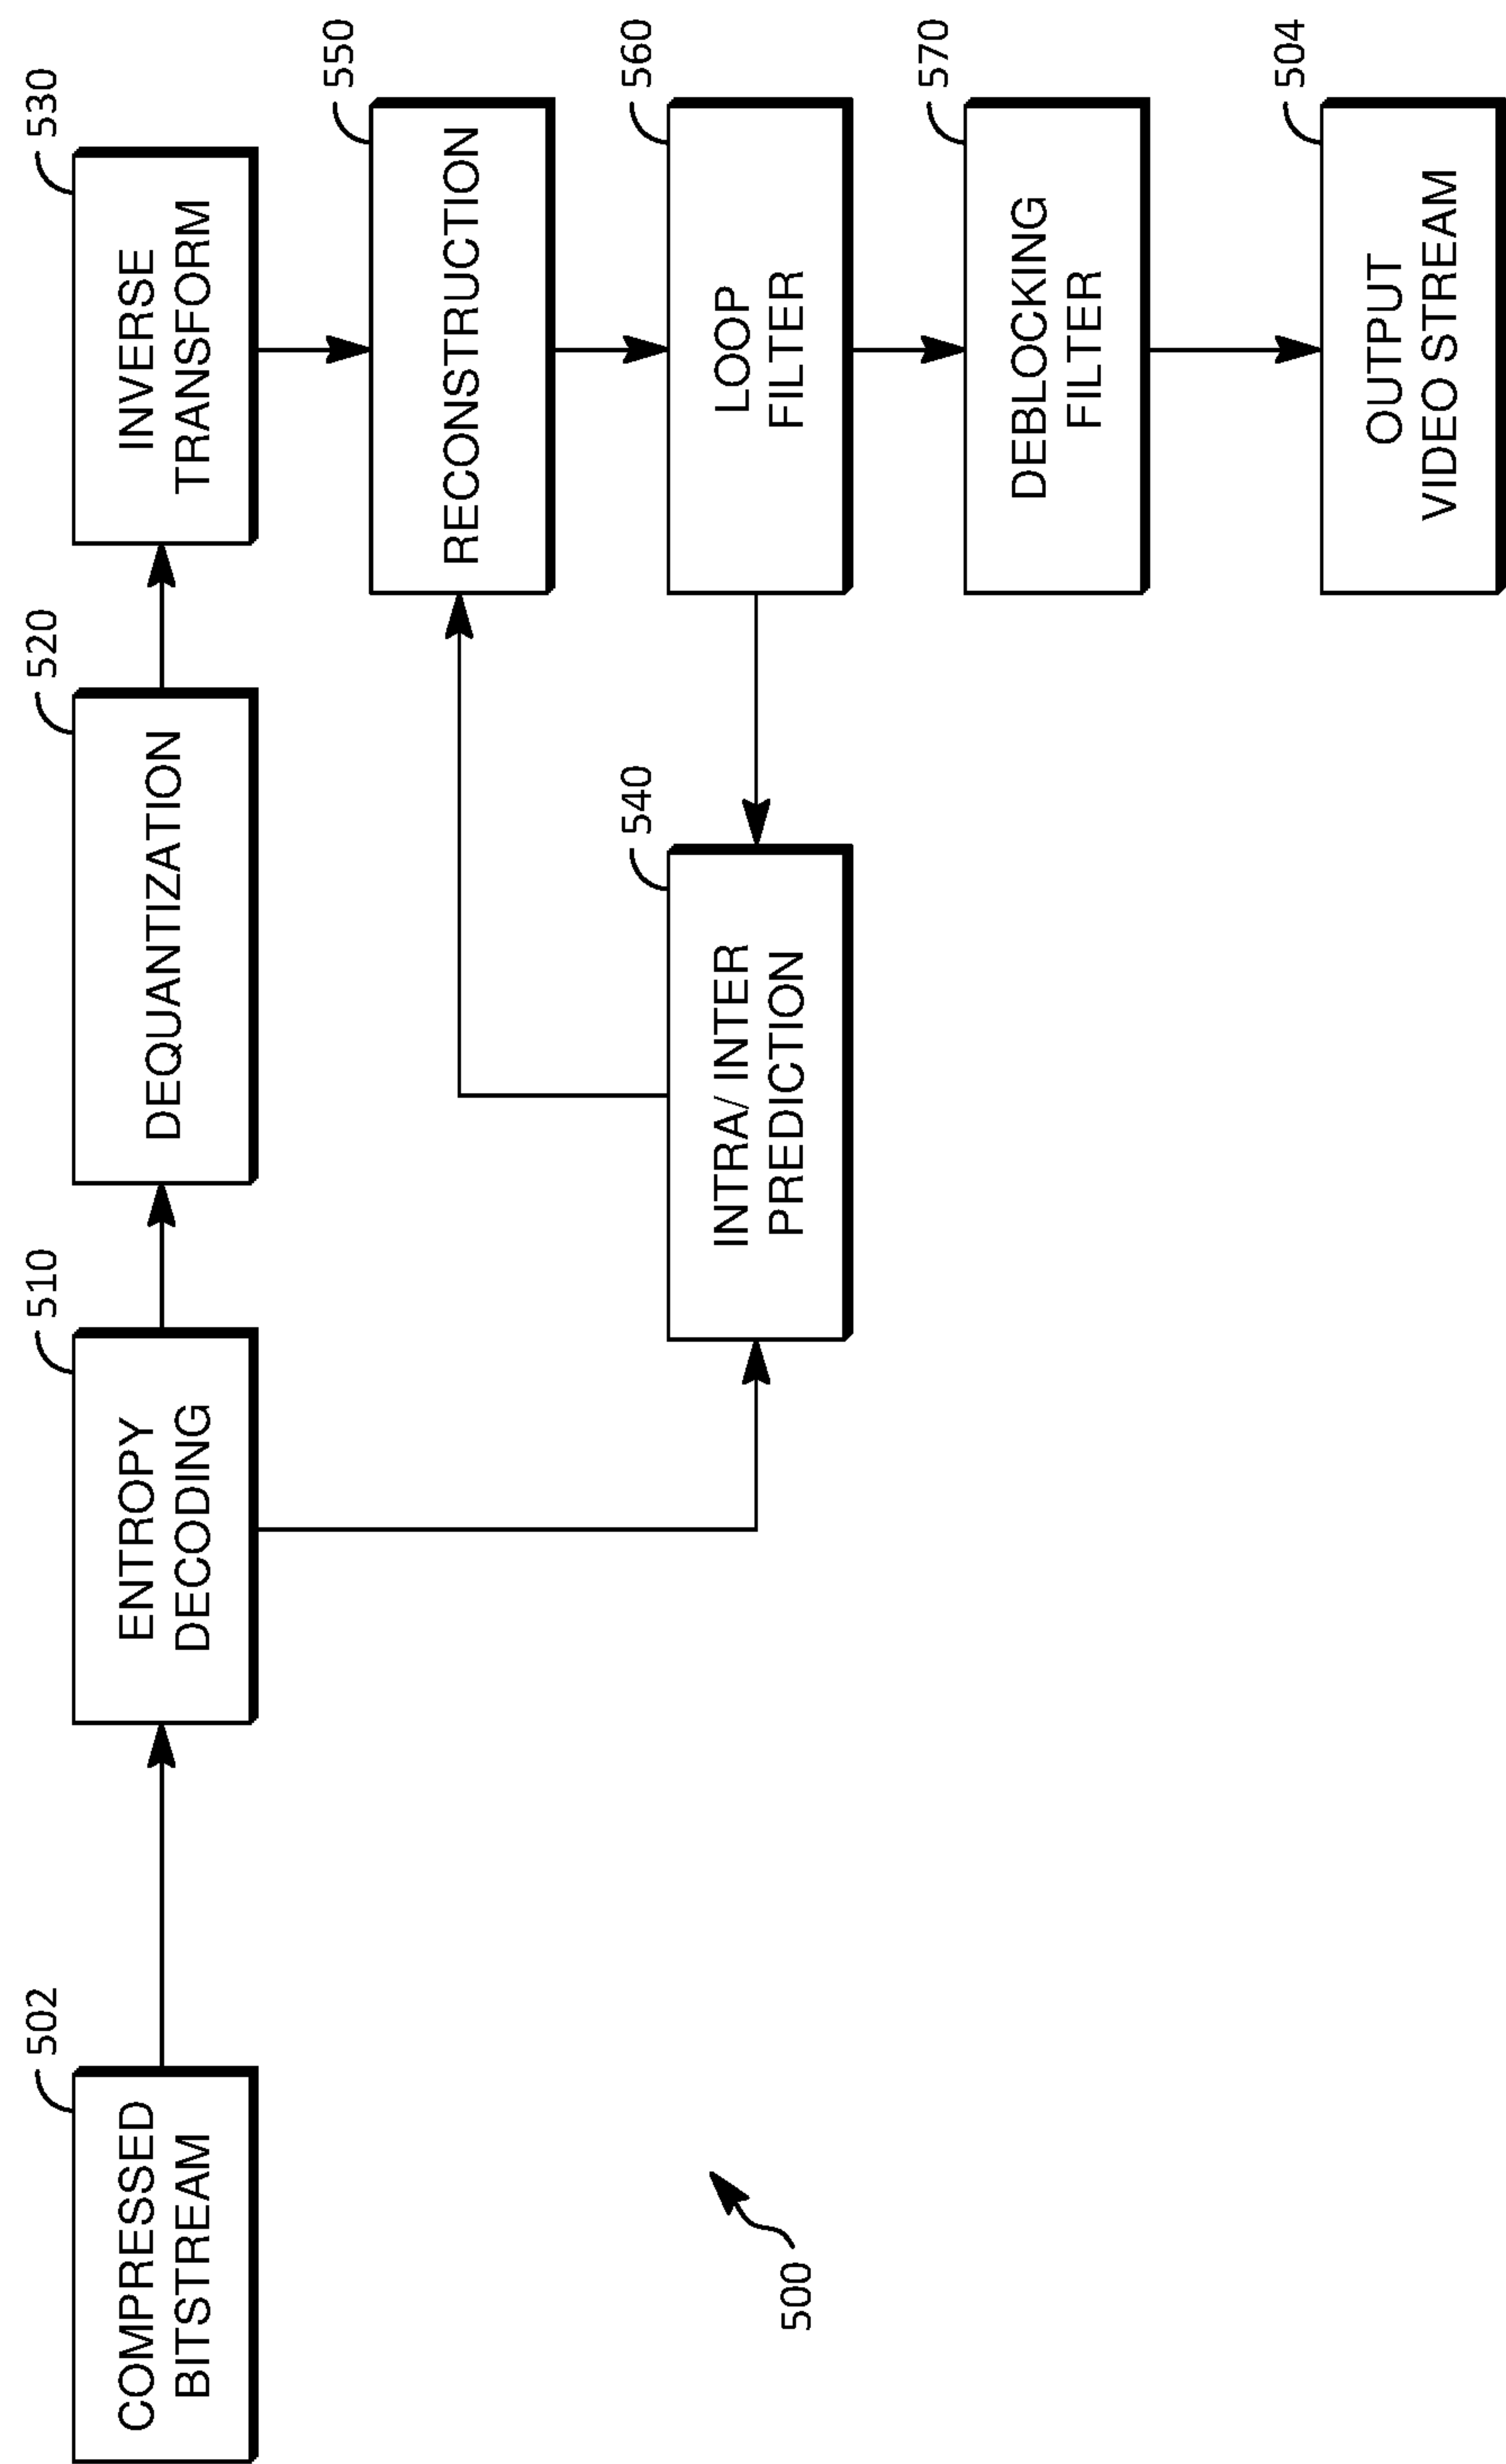 502
COMPRESSED
BITSTREAM
510
ENTROPY
DECODING
520
DEQUANTIZATION
530
INVERSE
TRANSFORM
550
RECONSTRUCTION
540
INTRA/ INTER
PREDICTION
560
LOOP
FILTER
570
DEBLOCKING
FILTER
504
OUTPUT
VIDEO STREAM
500